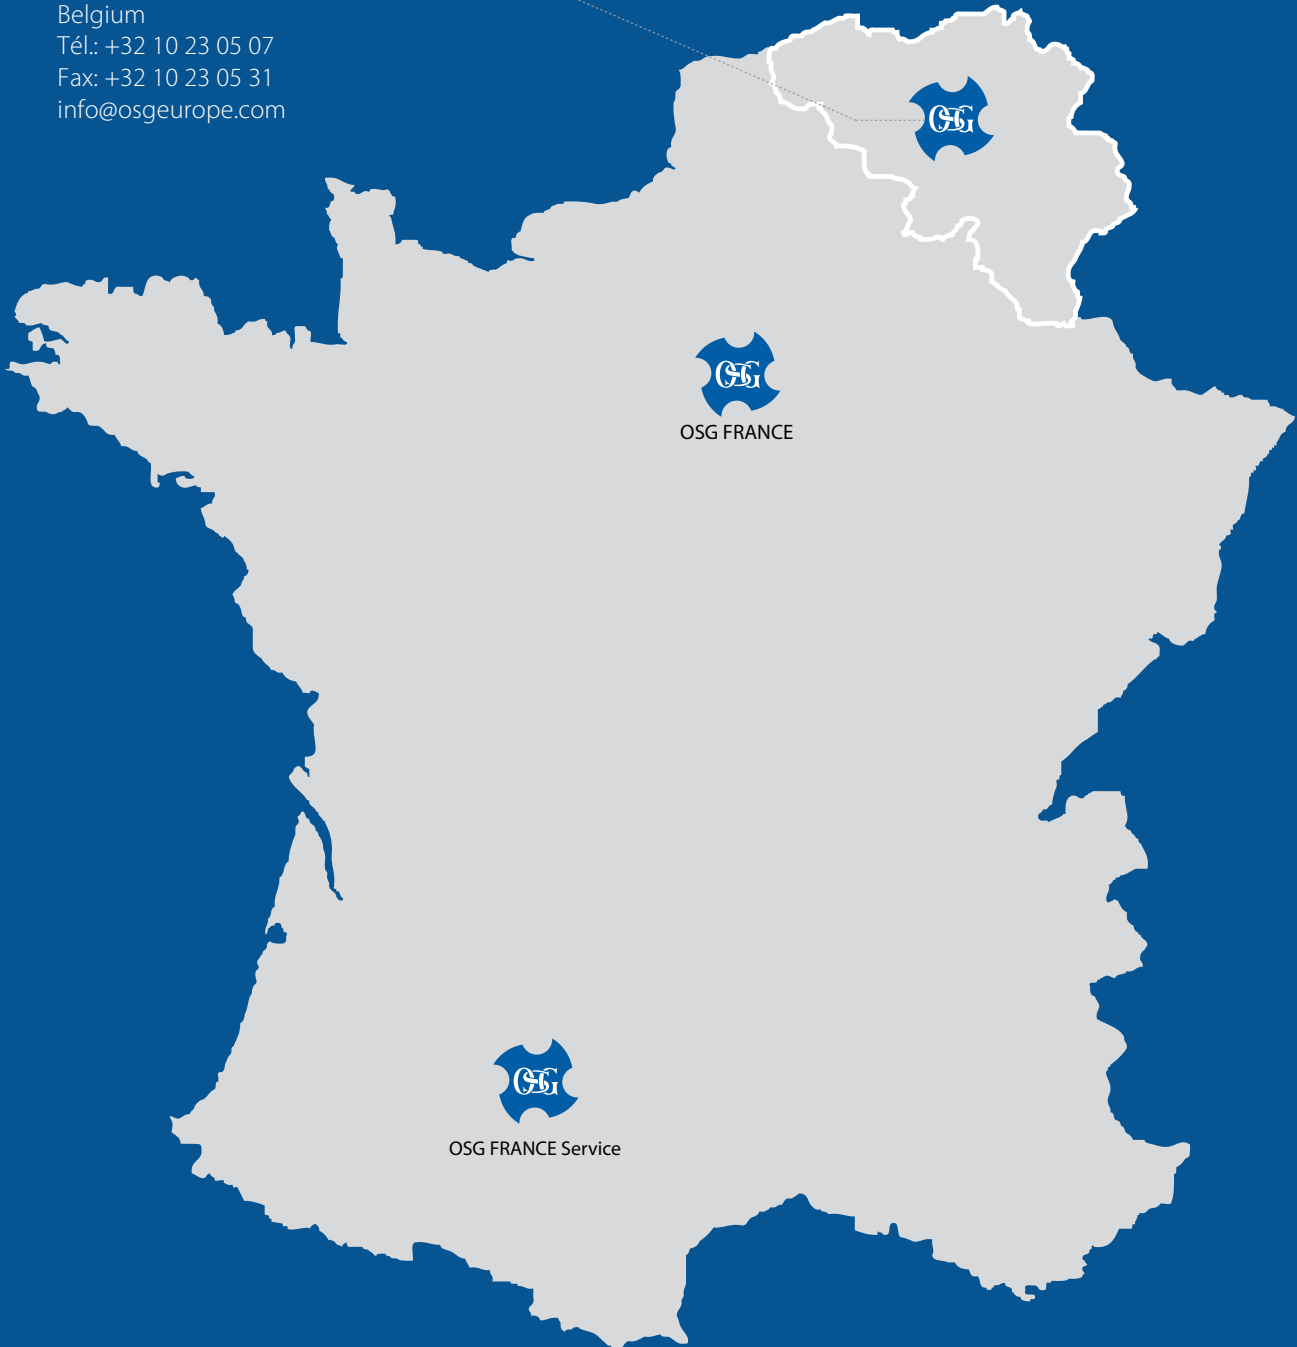 Belgium
Tél.: +32 10 23 05 07
Fax: +32 10 23 05 31
info@osgeurope.com
OSG
OSG
OSG FRANCE
OSG
OSG FRANCE Service